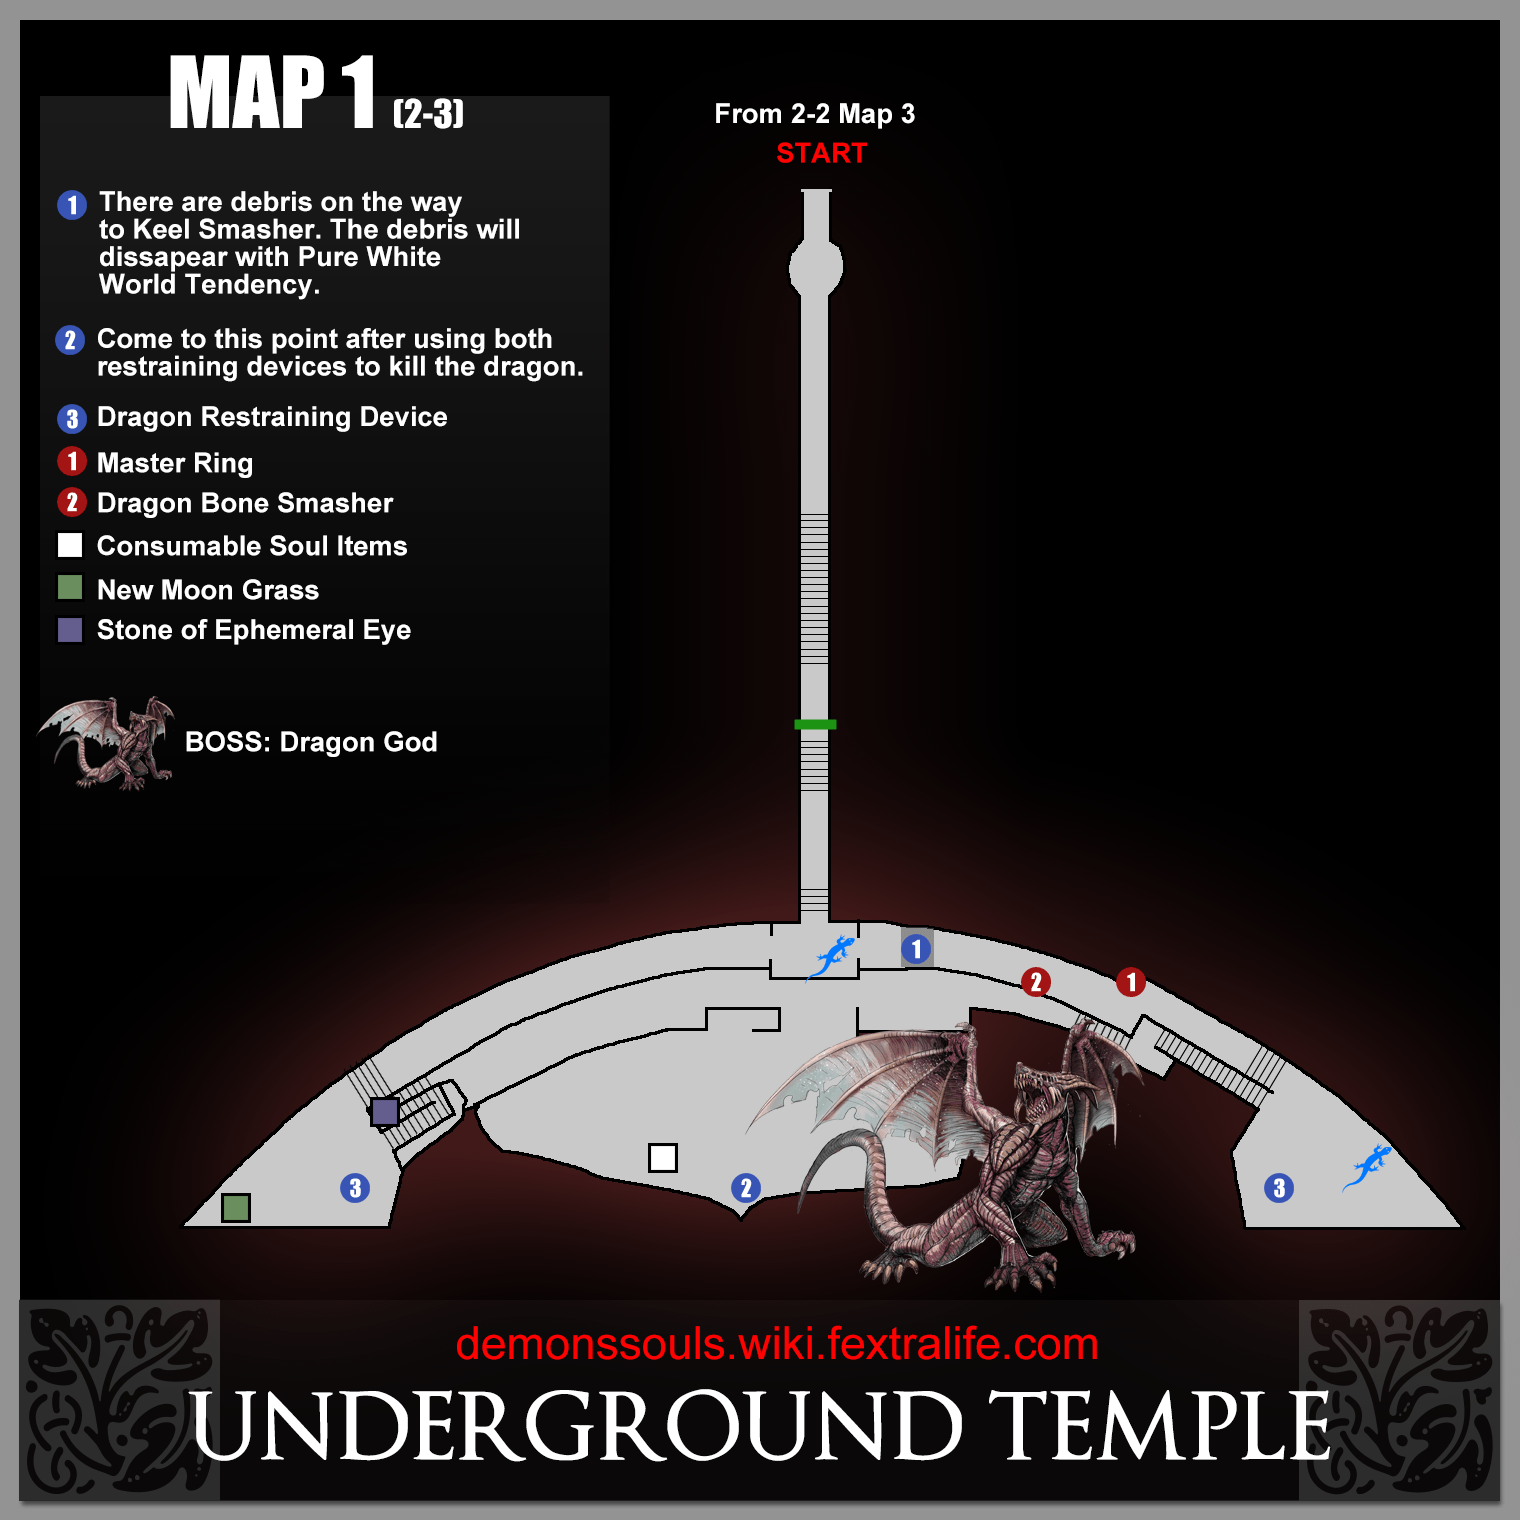 MAP 1 (2-3)
From 2-2 Map 3
START
1 There are debris on the way
to Keel Smasher. The debris will
dissapear with Pure White
World Tendency.
2 Come to this point after using both
restraining devices to kill the dragon.
3 Dragon Restraining Device
1 Master Ring
2 Dragon Bone Smasher
Consumable Soul Items
New Moon Grass
Stone of Ephemeral Eye
BOSS: Dragon God
1
2 1
3 2 3
demonssouls.wiki.fextralife.com
UNDERGROUND TEMPLE